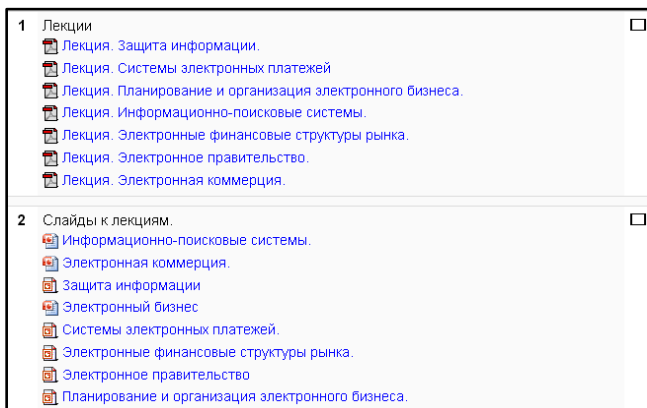 1 Лекции
Лекция. Защита информации.
Лекция. Системы электронных платежей
Лекция. Планирование и организация электронного бизнеса.
Лекция. Информационно-поисковые системы.
Лекция. Электронные финансовые структуры рынка.
Лекция. Электронное правительство.
Лекция. Электронная коммерция.
2 Слайды к лекциям.
Информационно-поисковые системы.
Электронная коммерция.
Защита информации
Электронный бизнес
Системы электронных платежей.
Электронные финансовые структуры рынка.
Электронное правительство
Планирование и организация электронного бизнеса.